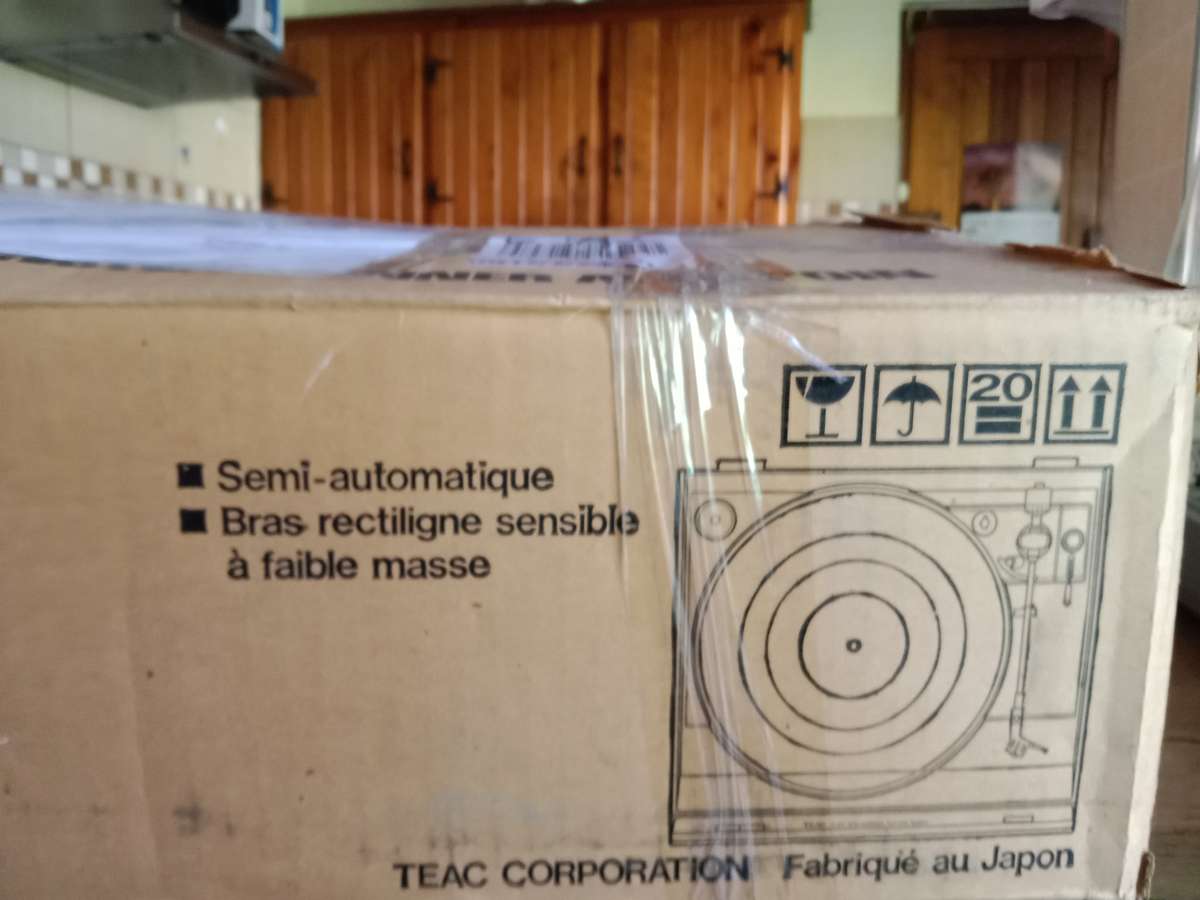 20
■ Semi-automatique
■ Bras rectiligne sensible
à faible masse
TEAC CORPORATION Fabriqué au Japon